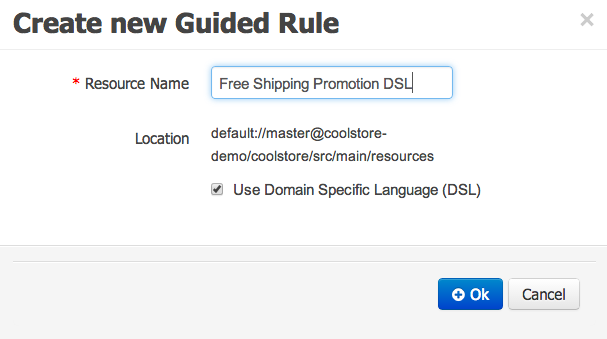 Create new Guided Rule
×
* Resource Name Free Shipping Promotion DSL
Location default://master@coolstore-
demo/coolstore/src/main/resources
Use Domain Specific Language (DSL)
Ok Cancel